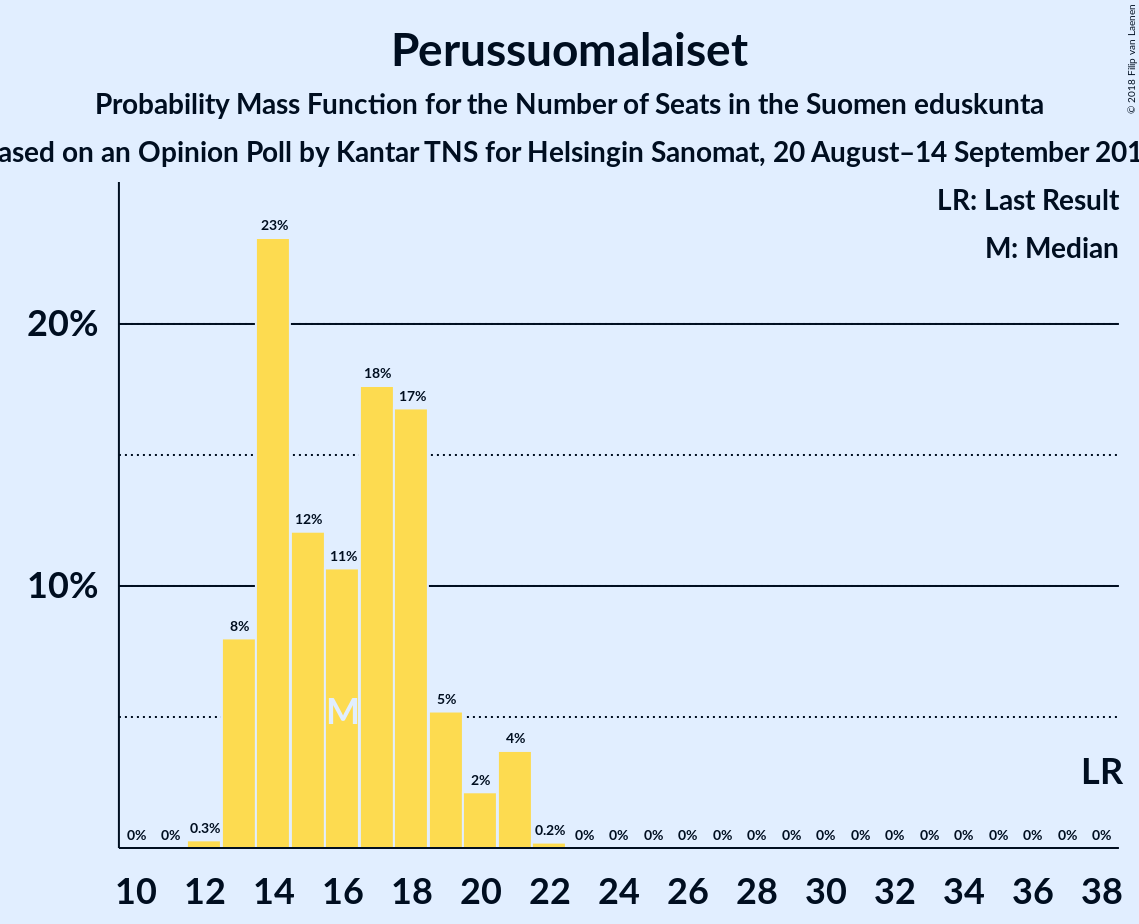 Perussuomalaiset
Probability Mass Function for the Number of Seats in the Suomen eduskunta
ased on an Opinion Poll by Kantar TNS for Helsingin Sanomat, 20 August–14 September 201
© 2018 Filip van Laenen
LR: Last Result
M: Median
23%
20%
18%
17%
12%
11%
10%
8%
M
5%
4%
2%
LR
0% 0% 0.3% 0.2% 0% 0% 0% 0% 0% 0% 0% 0% 0% 0% 0% 0% 0% 0% 0% 0%
10 12 14 16 18 20 22 24 26 28 30 32 34 36 38